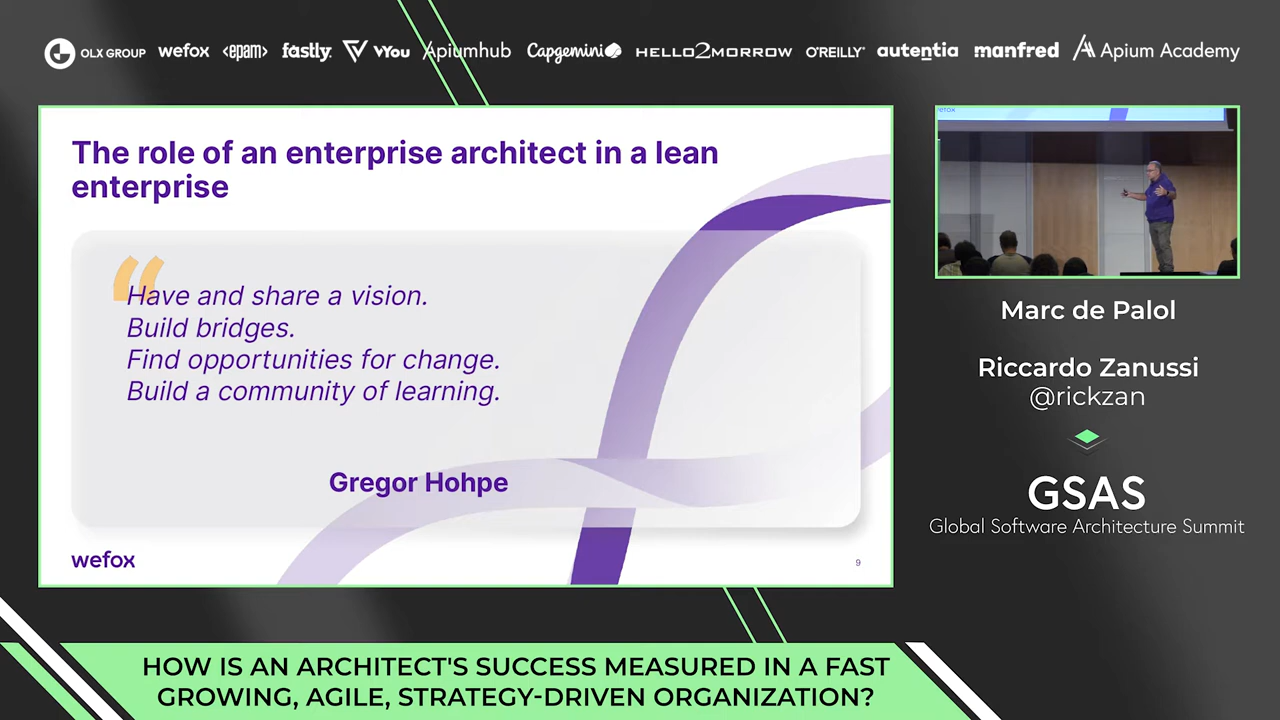 OLX GROUP wefox <epam> fastly. VYou Apiumhub Capgemini HELLO2MORROW O'REILLY® autentia manfred Apium Academy
The role of an enterprise architect in a lean
enterprise
“
Have and share a vision.
Build bridges.
Find opportunities for change.
Build a community of learning.
Gregor Hohpe
wefox
9
Marc de Palol
Riccardo Zanussi
@rickzan
GSAS
Global Software Architecture Summit
HOW IS AN ARCHITECT'S SUCCESS MEASURED IN A FAST
GROWING, AGILE, STRATEGY-DRIVEN ORGANIZATION?